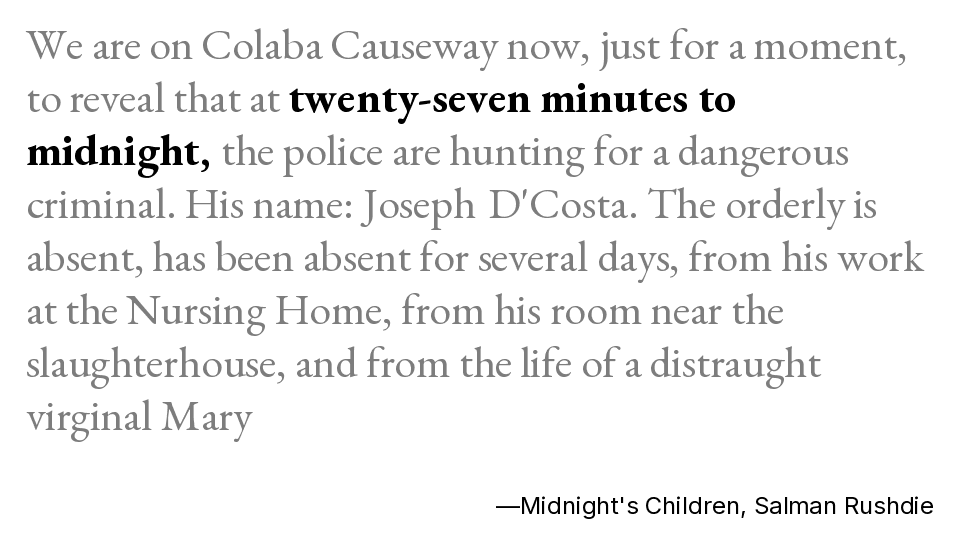 We are on Colaba Causeway now, just for a moment,
to reveal that at twenty-seven minutes to
midnight, the police are hunting for a dangerous
criminal. His name: Joseph D'Costa. The orderly is
absent, has been absent for several days, from his work
at the Nursing Home, from his room near the
slaughterhouse, and from the life of a distraught
virginal Mary
—Midnight's Children, Salman Rushdie